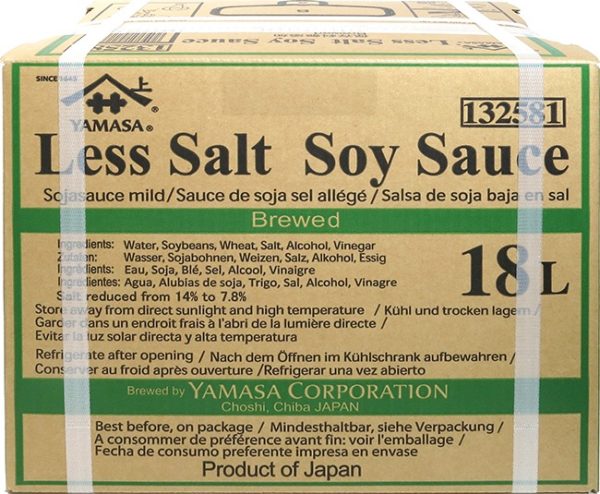 13258
Less Salt Soy Sauce
SINCE 1645
上
YAMASA®
132581
Less Salt Soy Sauce
Sojasauce mild/Sauce de soja sel allégé/Salsa de soja baja en sal
Brewed
Ingredients: Water, Soybeans, Wheat, Salt, Alcohol, Vinegar
Zutaten: Wasser, Sojabohnen, Weizen, Salz, Alkohol, Essig
Ingrédients: Eau, Soja, Blé, Sel, Alcool, Vinaigre
Ingredientes: Agua, Alubias de soja, Trigo, Sal, Alcohol, Vinagre
Salt reduced from 14% to 7.8%
18L
Store away from direct sunlight and high temperature / Kühl und trocken lagern /
Garder dans un endroit frais à l'abri de la lumière directe /
Evitar la luz solar directa y alta temperatura
Refrigerate after opening / Nach dem Öffnen im Kühlschrank aufbewahren /
Conserver au froid après ouverture /Refrigerar una vez abierto
Brewed by YAMASA CORPORATION
Choshi, Chiba JAPAN
Best before, on package / Mindesthaltbar, siehe Verpackung /
A consommer de préférence avant fin: voir l'emballage /
Fecha de consumo preferente impresa en envase
Product of Japan